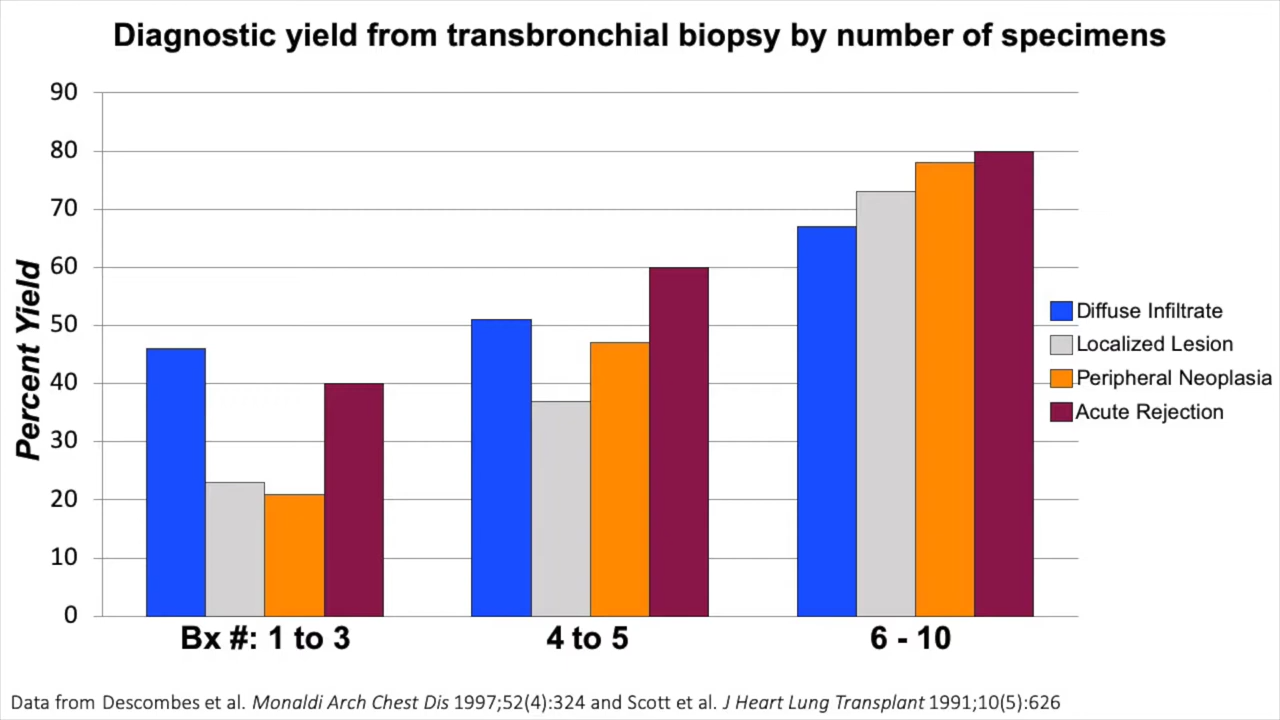 Diagnostic yield from transbronchial biopsy by number of specimens
90
80
70
60
50
40
30
20
10
0
Percent Yield
Bx #: 1 to 3
4 to 5
6 - 10
Diffuse Infiltrate
Localized Lesion
Peripheral Neoplasia
Acute Rejection
Data from Descombes et al. Monaldi Arch Chest Dis 1997;52(4):324 and Scott et al. J Heart Lung Transplant 1991;10(5):626